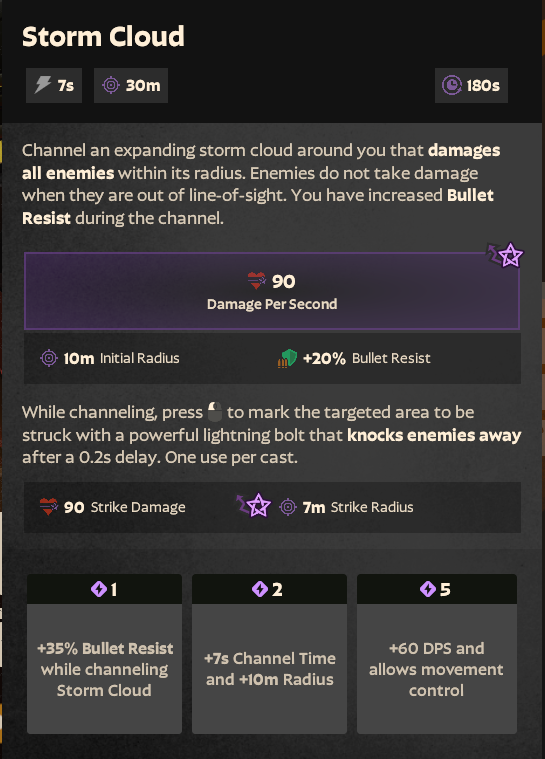 Storm Cloud
7s 30m 180s
Channel an expanding storm cloud around you that damages
all enemies within its radius. Enemies do not take damage
when they are out of line-of-sight. You have increased Bullet
Resist during the channel.
90
Damage Per Second
10m Initial Radius +20% Bullet Resist
While channeling, press to mark the targeted area to be
struck with a powerful lightning bolt that knocks enemies away
after a 0.2s delay. One use per cast.
90 Strike Damage 7m Strike Radius
1
+35% Bullet Resist
while channeling
Storm Cloud
2
+7s Channel Time
and +10m Radius
5
+60 DPS and
allows movement
control